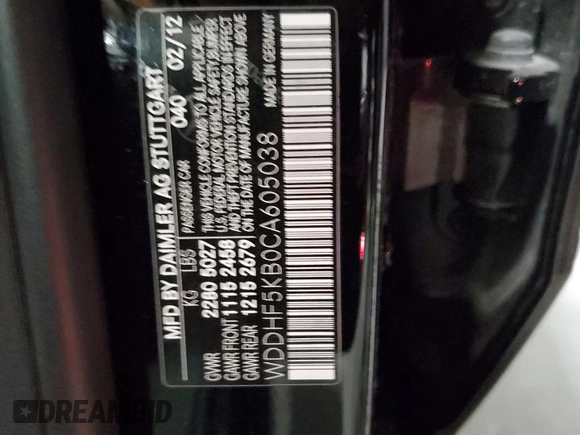 MFD BY DAIMLER AG STUTTGART
PASSENGER CAR 040 02/12
KG LBS
GVWR 2280 5027
GAWR FRONT 1115 2458
GAWR REAR 1215 2679
THIS VEHICLE CONFORMS TO ALL APPLICABLE
U.S. FEDERAL MOTOR VEHICLE SAFETY, BUMPER
AND THEFT PREVENTION STANDARDS IN EFFECT
ON THE DATE OF MANUFACTURE SHOWN ABOVE
WDDHF5KB0CA605038
MADE IN GERMANY
DREAMBID